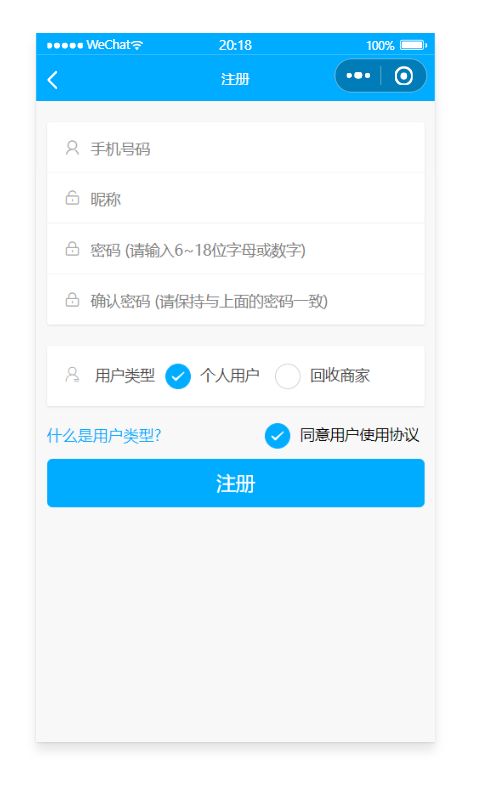 WeChat 20:18 100%
注册
手机号码
昵称
密码 (请输入6~18位字母或数字)
确认密码 (请保持与上面的密码一致)
用户类型 个人用户 回收商家
什么是用户类型? 同意用户使用协议
注册